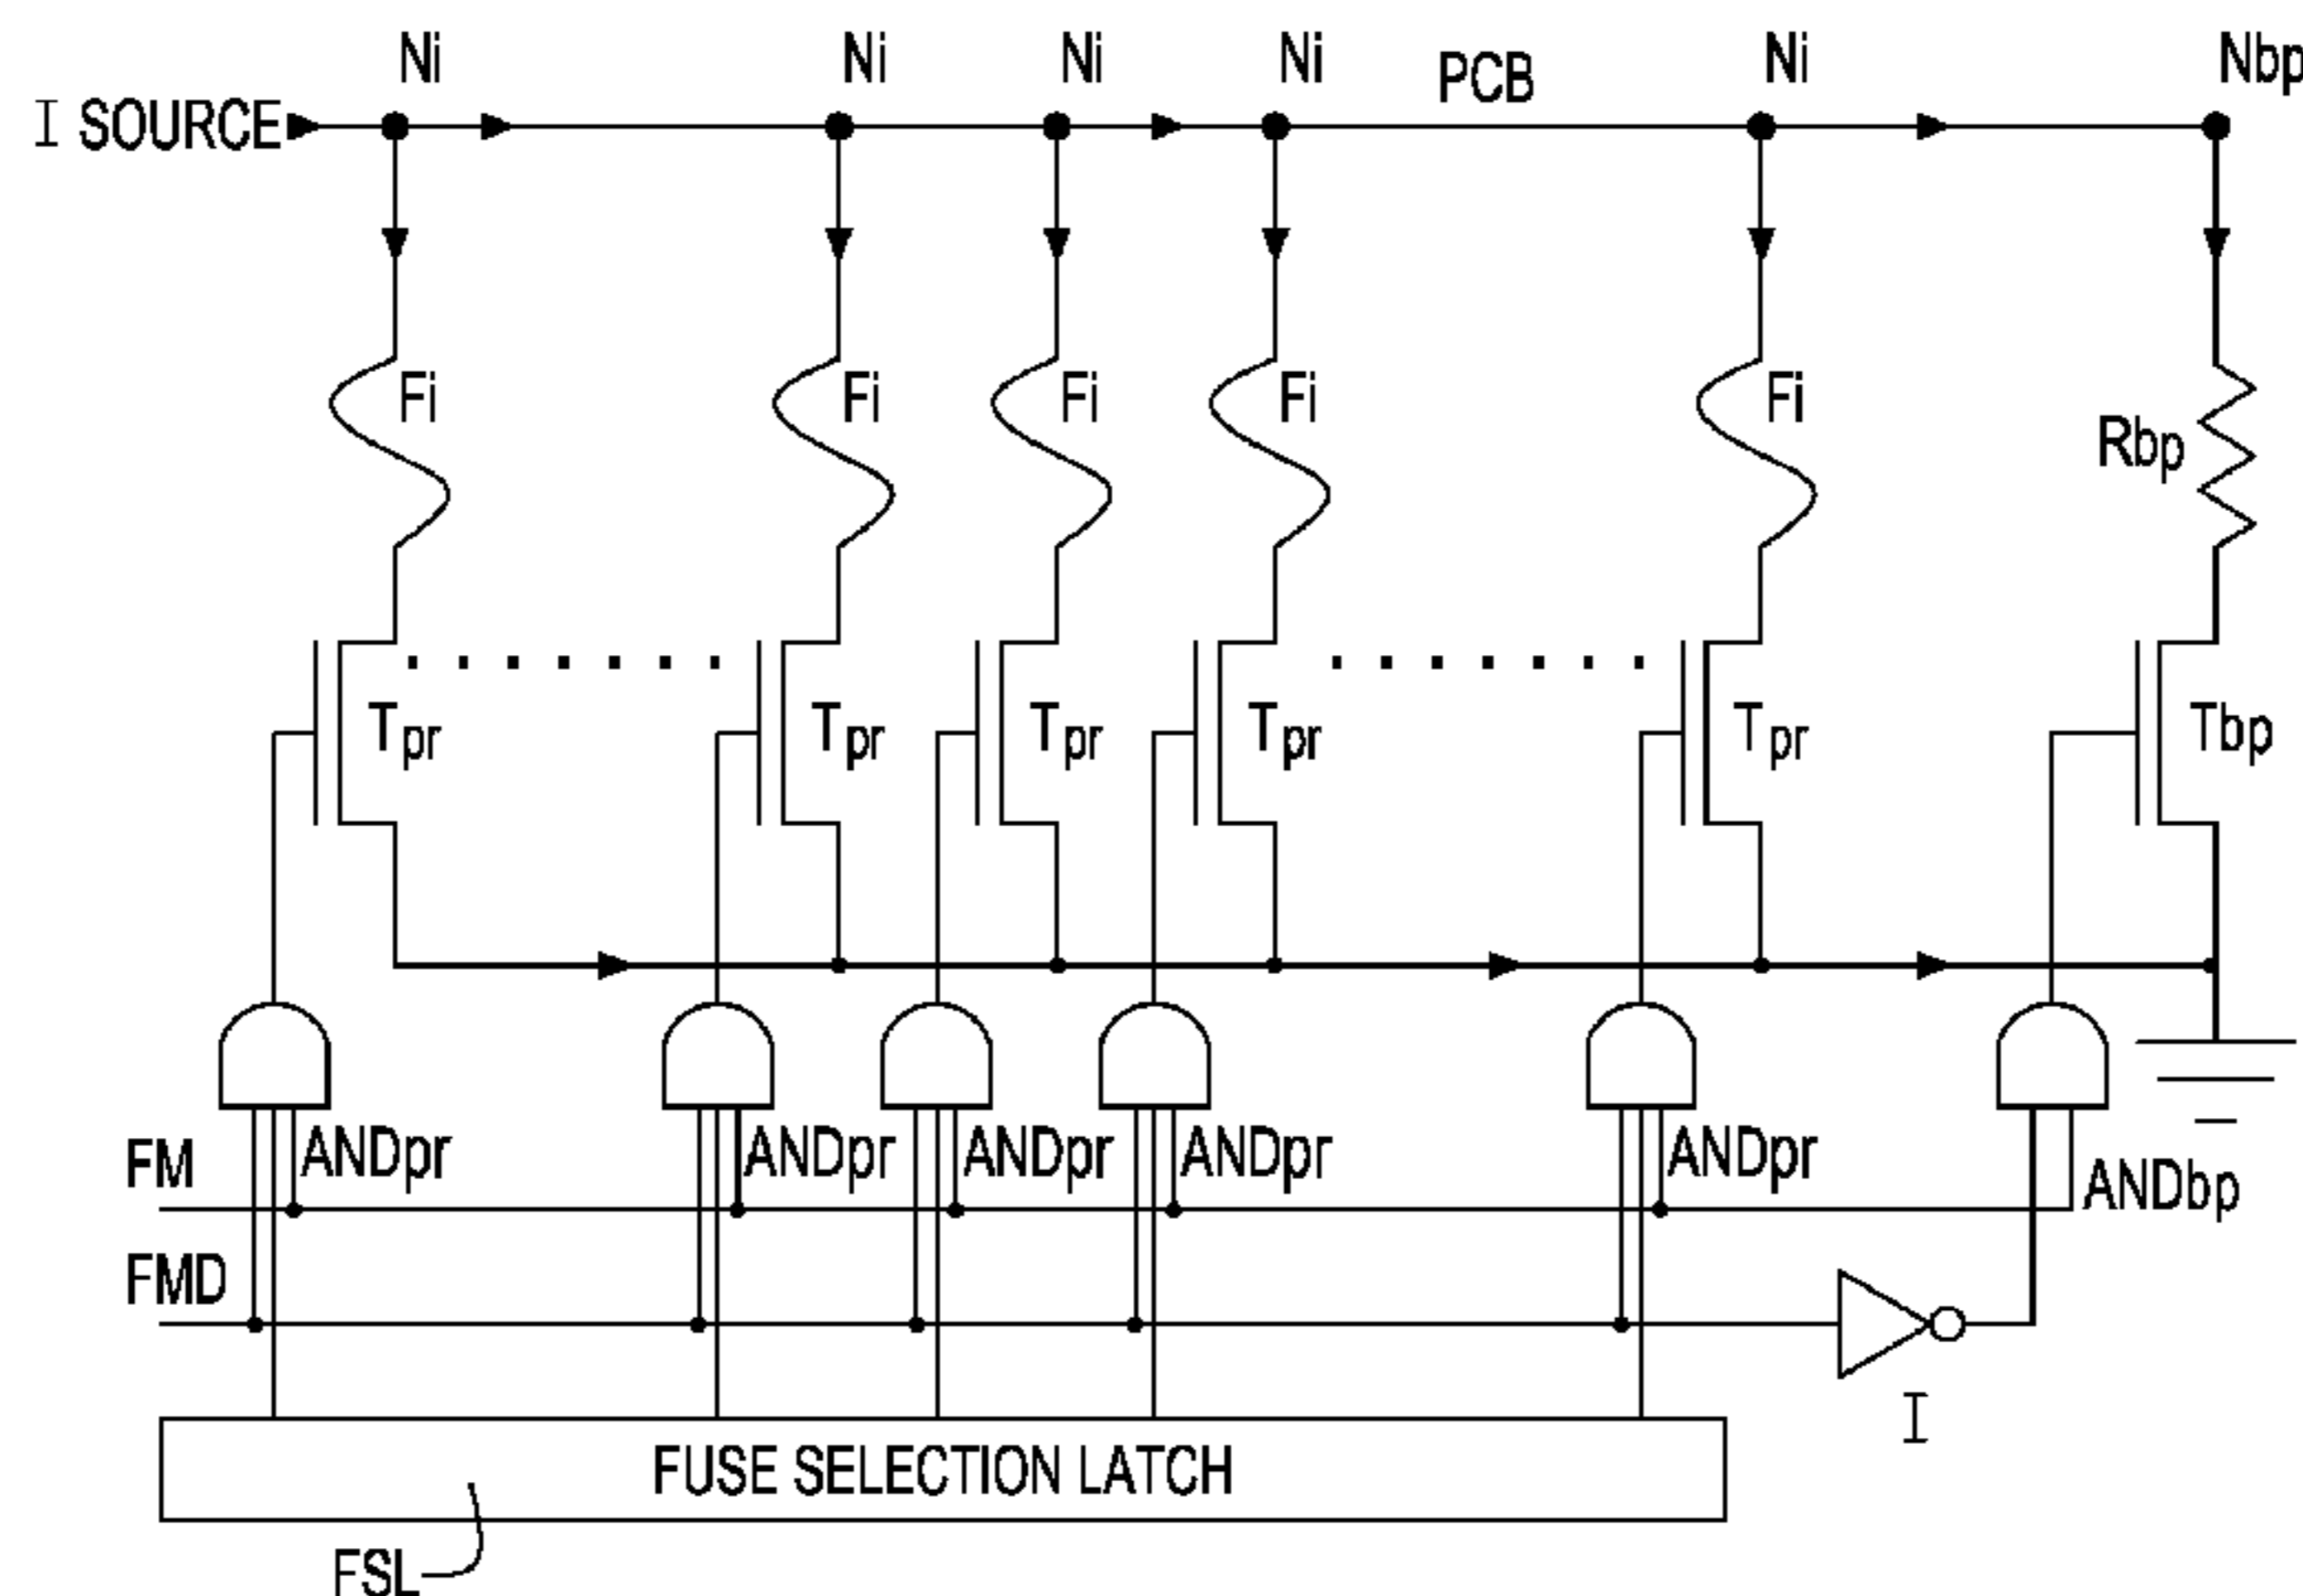 Ni Ni Ni Ni PCB Ni Nbp
I SOURCE
Fi Fi Fi Fi Fi Rbp
Tpr Tpr Tpr Tpr Tpr Tbp
FM ANDpr ANDpr ANDpr ANDpr ANDpr ANDbp
FMD
I
FUSE SELECTION LATCH
FSL